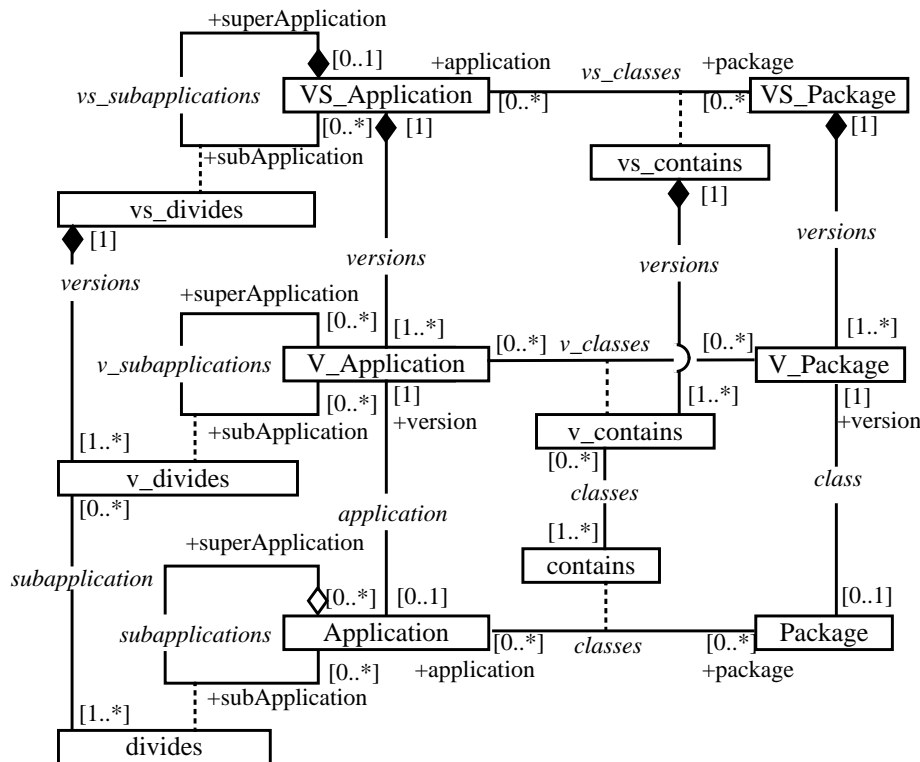 +superApplication
[0..1]
+application
vs_classes
+package
vs_subapplications
VS_Application
[0..*]
[0..*]
VS_Package
[0..*]
[1]
[1]
+subApplication
vs_contains
vs_divides
[1]
[1]
versions
versions
versions
+superApplication
[0..*]
[1..*]
[0..*]
v_classes
[0..*]
[1..*]
v_subapplications
V_Application
V_Package
[0..*]
[1]
[1..*]
[1]
+subApplication
+version
v_contains
+version
[1..*]
v_divides
[0..*]
[0..*]
classes
class
application
[1..*]
+superApplication
contains
subapplication
[0..*]
[0..1]
[0..1]
subapplications
Application
Package
[0..*]
classes
[0..*]
[0..*]
+application
+package
+subApplication
[1..*]
divides